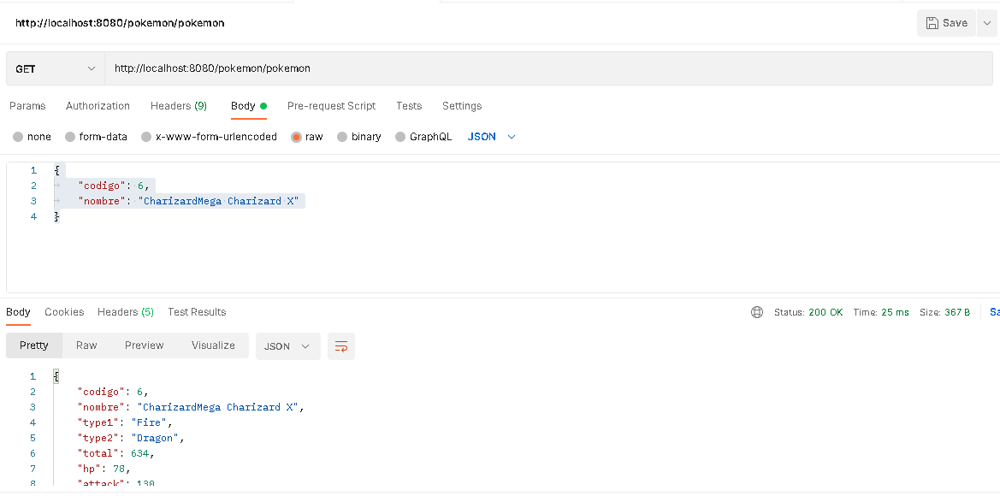 http://localhost:8080/pokemon/pokemon Save
GET http://localhost:8080/pokemon/pokemon
Params Authorization Headers (9) Body Pre-request Script Tests Settings
none form-data x-www-form-urlencoded raw binary GraphQL JSON
1 {
2 "codigo": 6,
3 "nombre": "CharizardMega Charizard X"
4 }
Body Cookies Headers (5) Test Results Status: 200 OK Time: 25 ms Size: 367 B Sa
Pretty Raw Preview Visualize JSON
1 {
2 "codigo": 6,
3 "nombre": "CharizardMega Charizard X",
4 "type1": "Fire",
5 "type2": "Dragon",
6 "total": 634,
7 "hp": 78,
8 "attack": 130